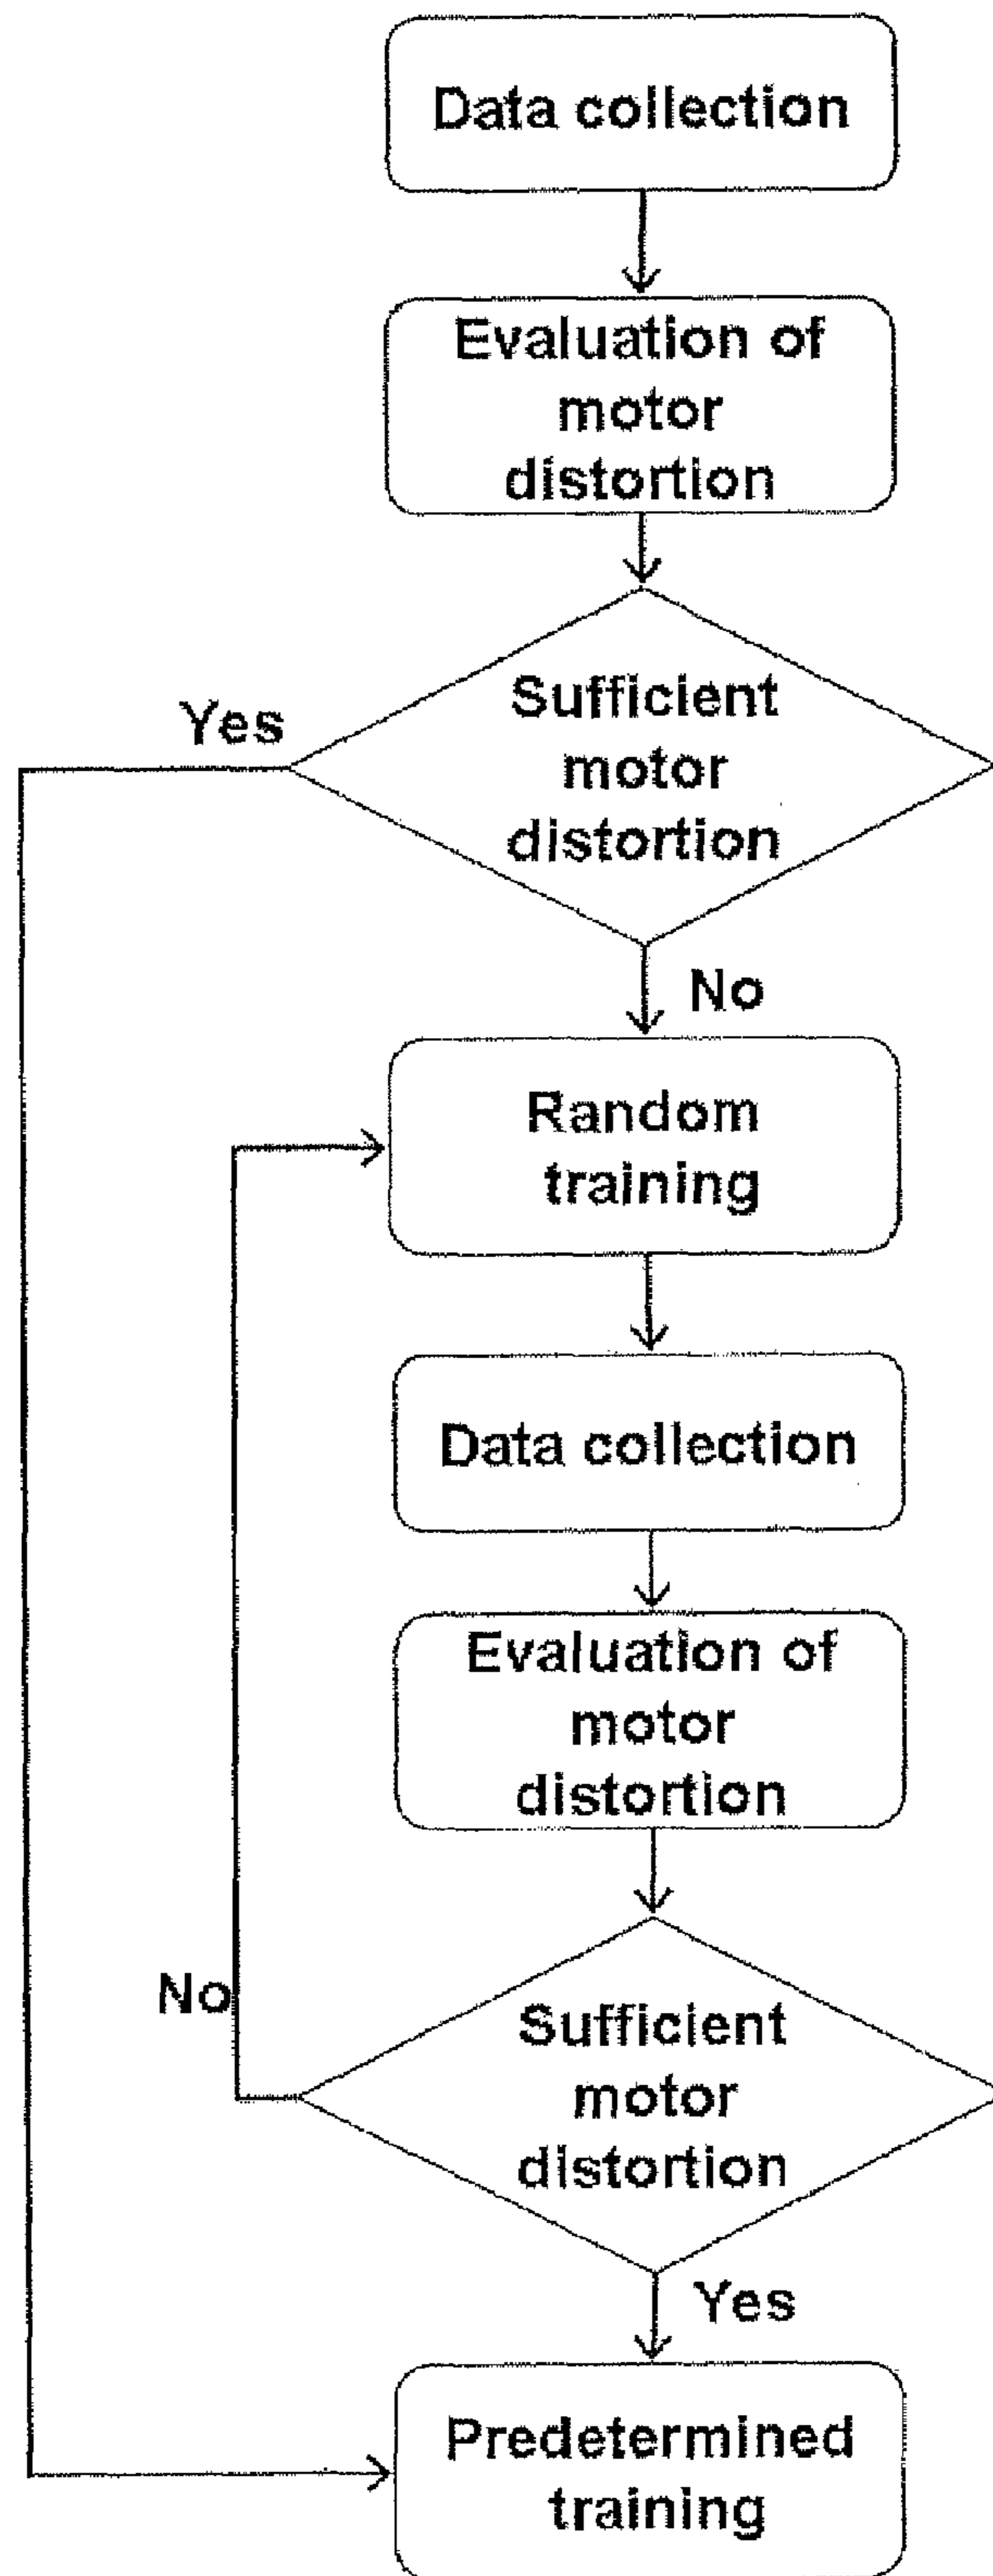 Data collection
Evaluation of
motor
distortion
Sufficient
motor
distortion
Yes
No
Random
training
Data collection
Evaluation of
motor
distortion
Sufficient
motor
distortion
No
Yes
Predetermined
training